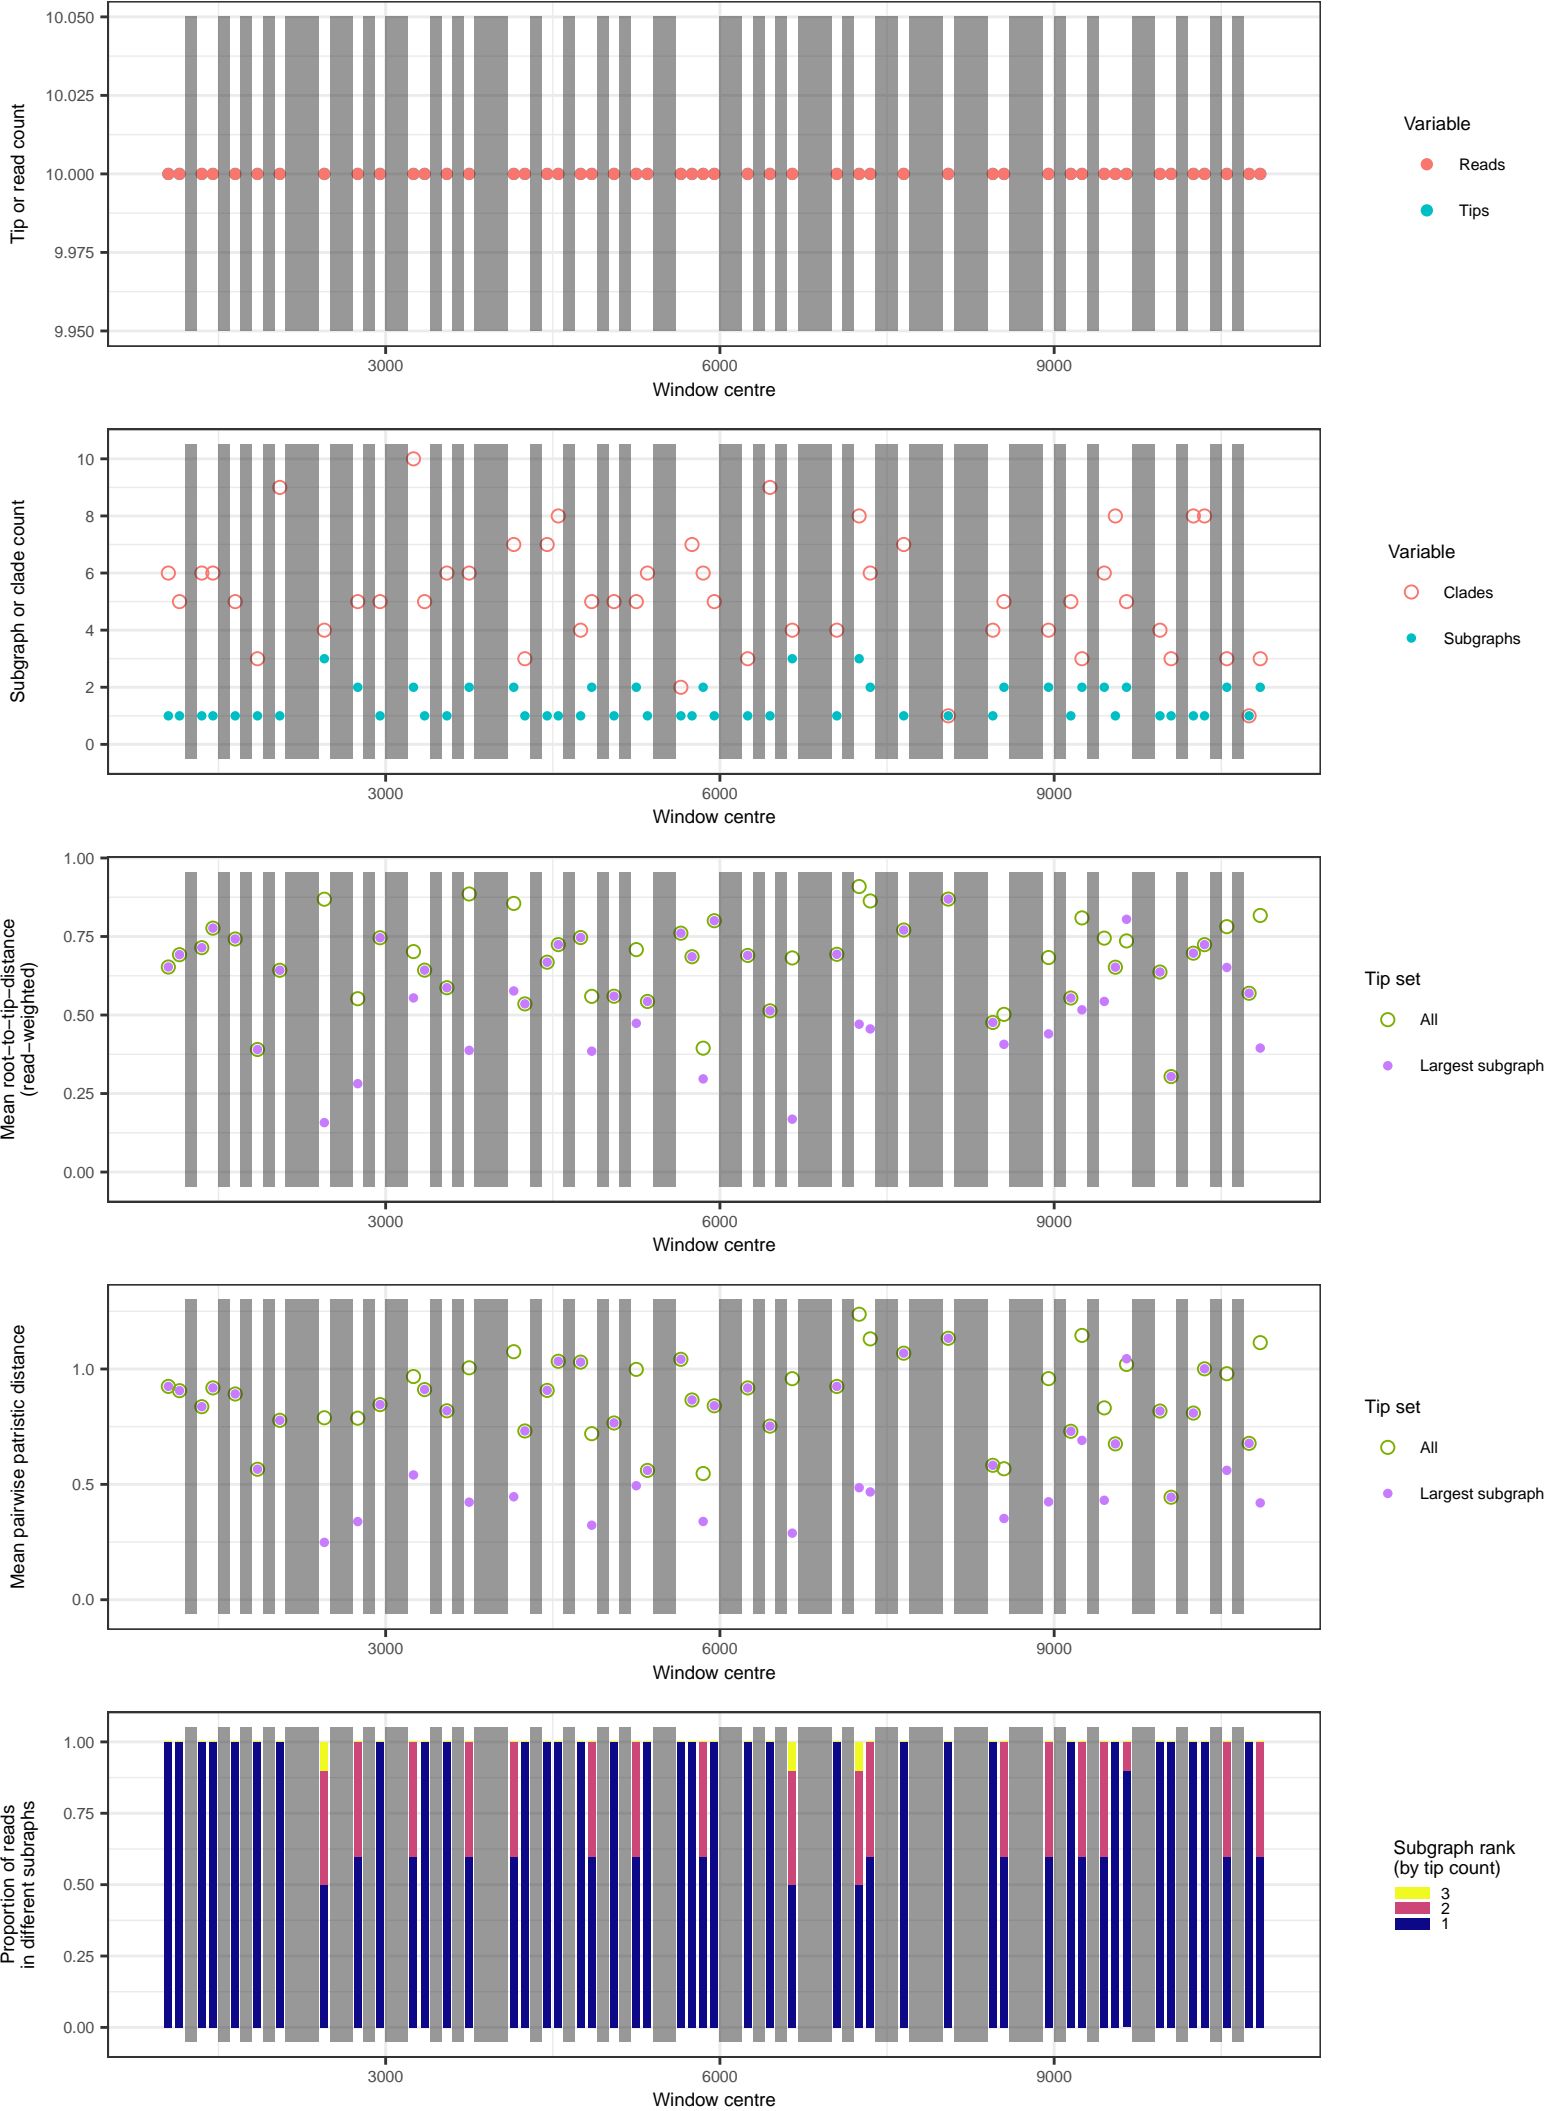 10.050
10.025
10.000
9.975
9.950
Tip or read count
3000 6000 9000
Window centre
Variable
Reads
Tips
10
8
6
4
2
0
Subgraph or clade count
3000 6000 9000
Window centre
Variable
Clades
Subgraphs
1.00
0.75
0.50
0.25
0.00
Mean root−to−tip−distance
(read−weighted)
3000 6000 9000
Window centre
Tip set
All
Largest subgraph
1.0
0.5
0.0
Mean pairwise patristic distance
3000 6000 9000
Window centre
Tip set
All
Largest subgraph
1.00
0.75
0.50
0.25
0.00
Proportion of reads
in different subraphs
3000 6000 9000
Window centre
Subgraph rank
(by tip count)
3
2
1